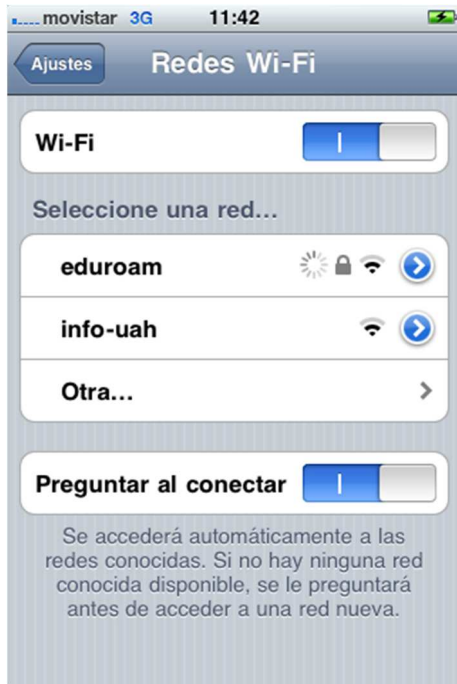 movistar 3G 11:42
Ajustes Redes Wi-Fi
Wi-Fi
Seleccione una red...
eduroam
info-uah
Otra...
Preguntar al conectar
Se accederá automáticamente a las
redes conocidas. Si no hay ninguna red
conocida disponible, se le preguntará
antes de acceder a una red nueva.